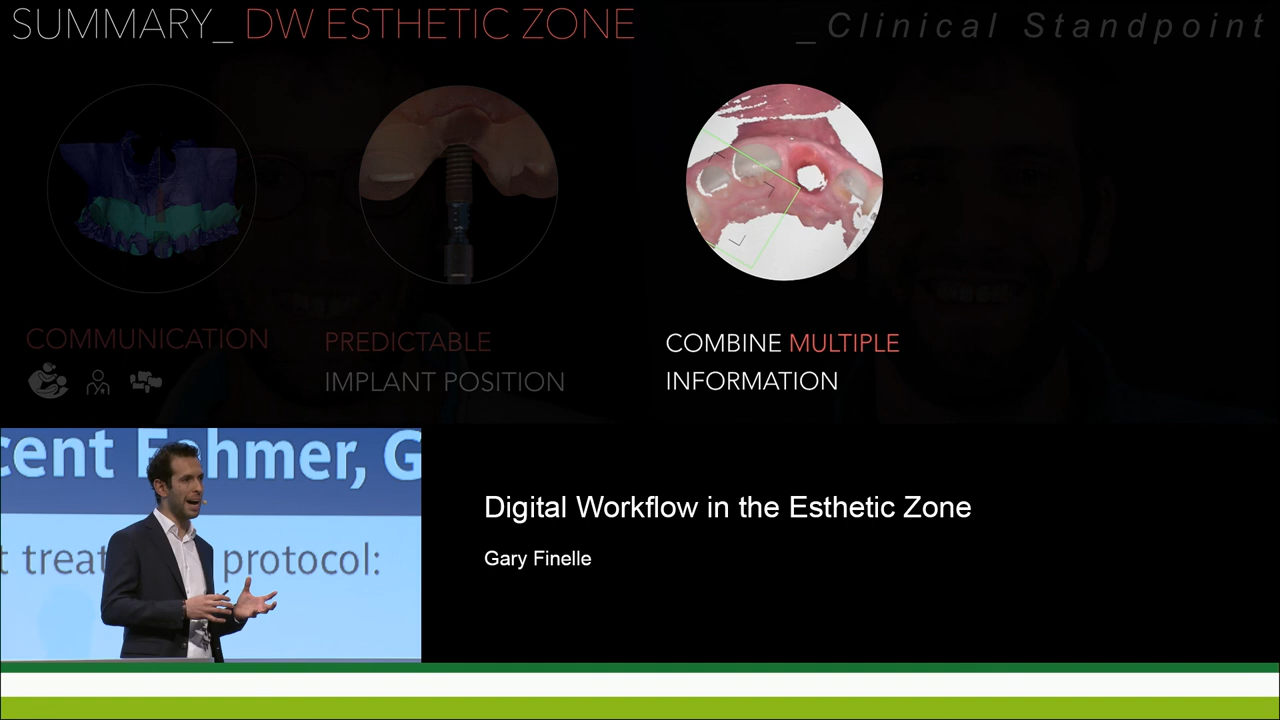 SUMMARY_ DW ESTHETIC ZONE
_Clinical Standpoint
COMMUNICATION
PREDICTABLE
IMPLANT POSITION
COMBINE MULTIPLE
INFORMATION
Digital Workflow in the Esthetic Zone
Gary Finelle
cent Fehmer, G
t treat protocol: